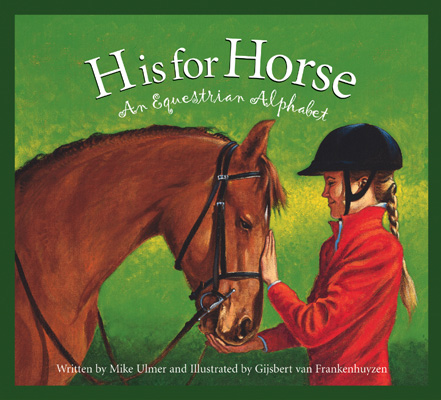 H is for Horse
An Equestrian Alphabet
Written by Mike Ulmer and Illustrated by Gijsbert van Frankenhuyzen